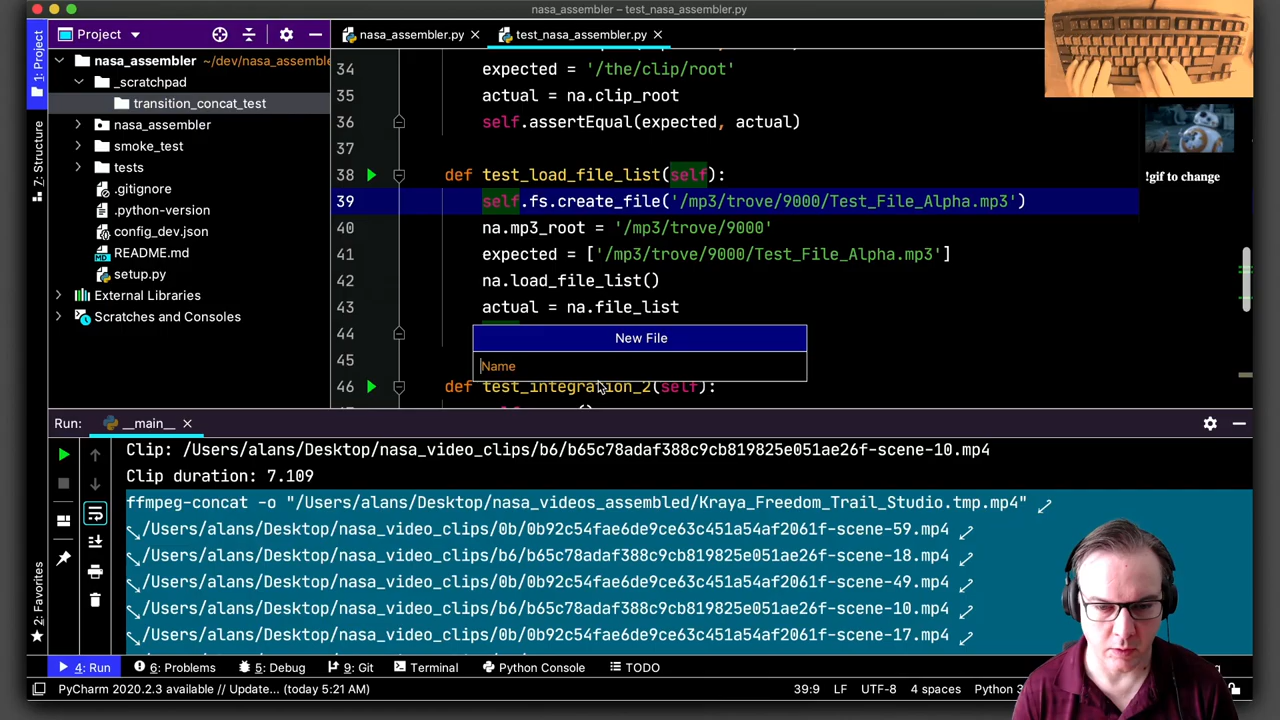 nasa_assembler – test_nasa_assembler.py
1: Project
Project
nasa_assembler.py
test_nasa_assembler.py
nasa_assembler ~/dev/nasa_assemble
_scratchpad
transition_concat_test
nasa_assembler
smoke_test
tests
.gitignore
.python-version
config_dev.json
README.md
setup.py
External Libraries
Scratches and Consoles
7: Structure
2: Favorites
34 expected = '/the/clip/root'
35 actual = na.clip_root
36 self.assertEqual(expected, actual)
37
38 def test_load_file_list(self):
39 self.fs.create_file('/mp3/trove/9000/Test_File_Alpha.mp3')
40 na.mp3_root = '/mp3/trove/9000'
41 expected = ['/mp3/trove/9000/Test_File_Alpha.mp3']
42 na.load_file_list()
43 actual = na.file_list
44
45
46 def test_integration_2(self):
New File
Name
!gif to change
Run: __main__
Clip: /Users/alans/Desktop/nasa_video_clips/b6/b65c78adaf388c9cb819825e051ae26f-scene-10.mp4
Clip duration: 7.109
ffmpeg-concat -o "/Users/alans/Desktop/nasa_videos_assembled/Kraya_Freedom_Trail_Studio.tmp.mp4"
/Users/alans/Desktop/nasa_video_clips/0b/0b92c54fae6de9ce63c451a54af2061f-scene-59.mp4
/Users/alans/Desktop/nasa_video_clips/b6/b65c78adaf388c9cb819825e051ae26f-scene-18.mp4
/Users/alans/Desktop/nasa_video_clips/0b/0b92c54fae6de9ce63c451a54af2061f-scene-49.mp4
/Users/alans/Desktop/nasa_video_clips/b6/b65c78adaf388c9cb819825e051ae26f-scene-10.mp4
/Users/alans/Desktop/nasa_video_clips/0b/0b92c54fae6de9ce63c451a54af2061f-scene-17.mp4
4: Run
6: Problems
5: Debug
9: Git
Terminal
Python Console
TODO
PyCharm 2020.2.3 available // Update... (today 5:21 AM)
39:9 LF UTF-8 4 spaces Python 3